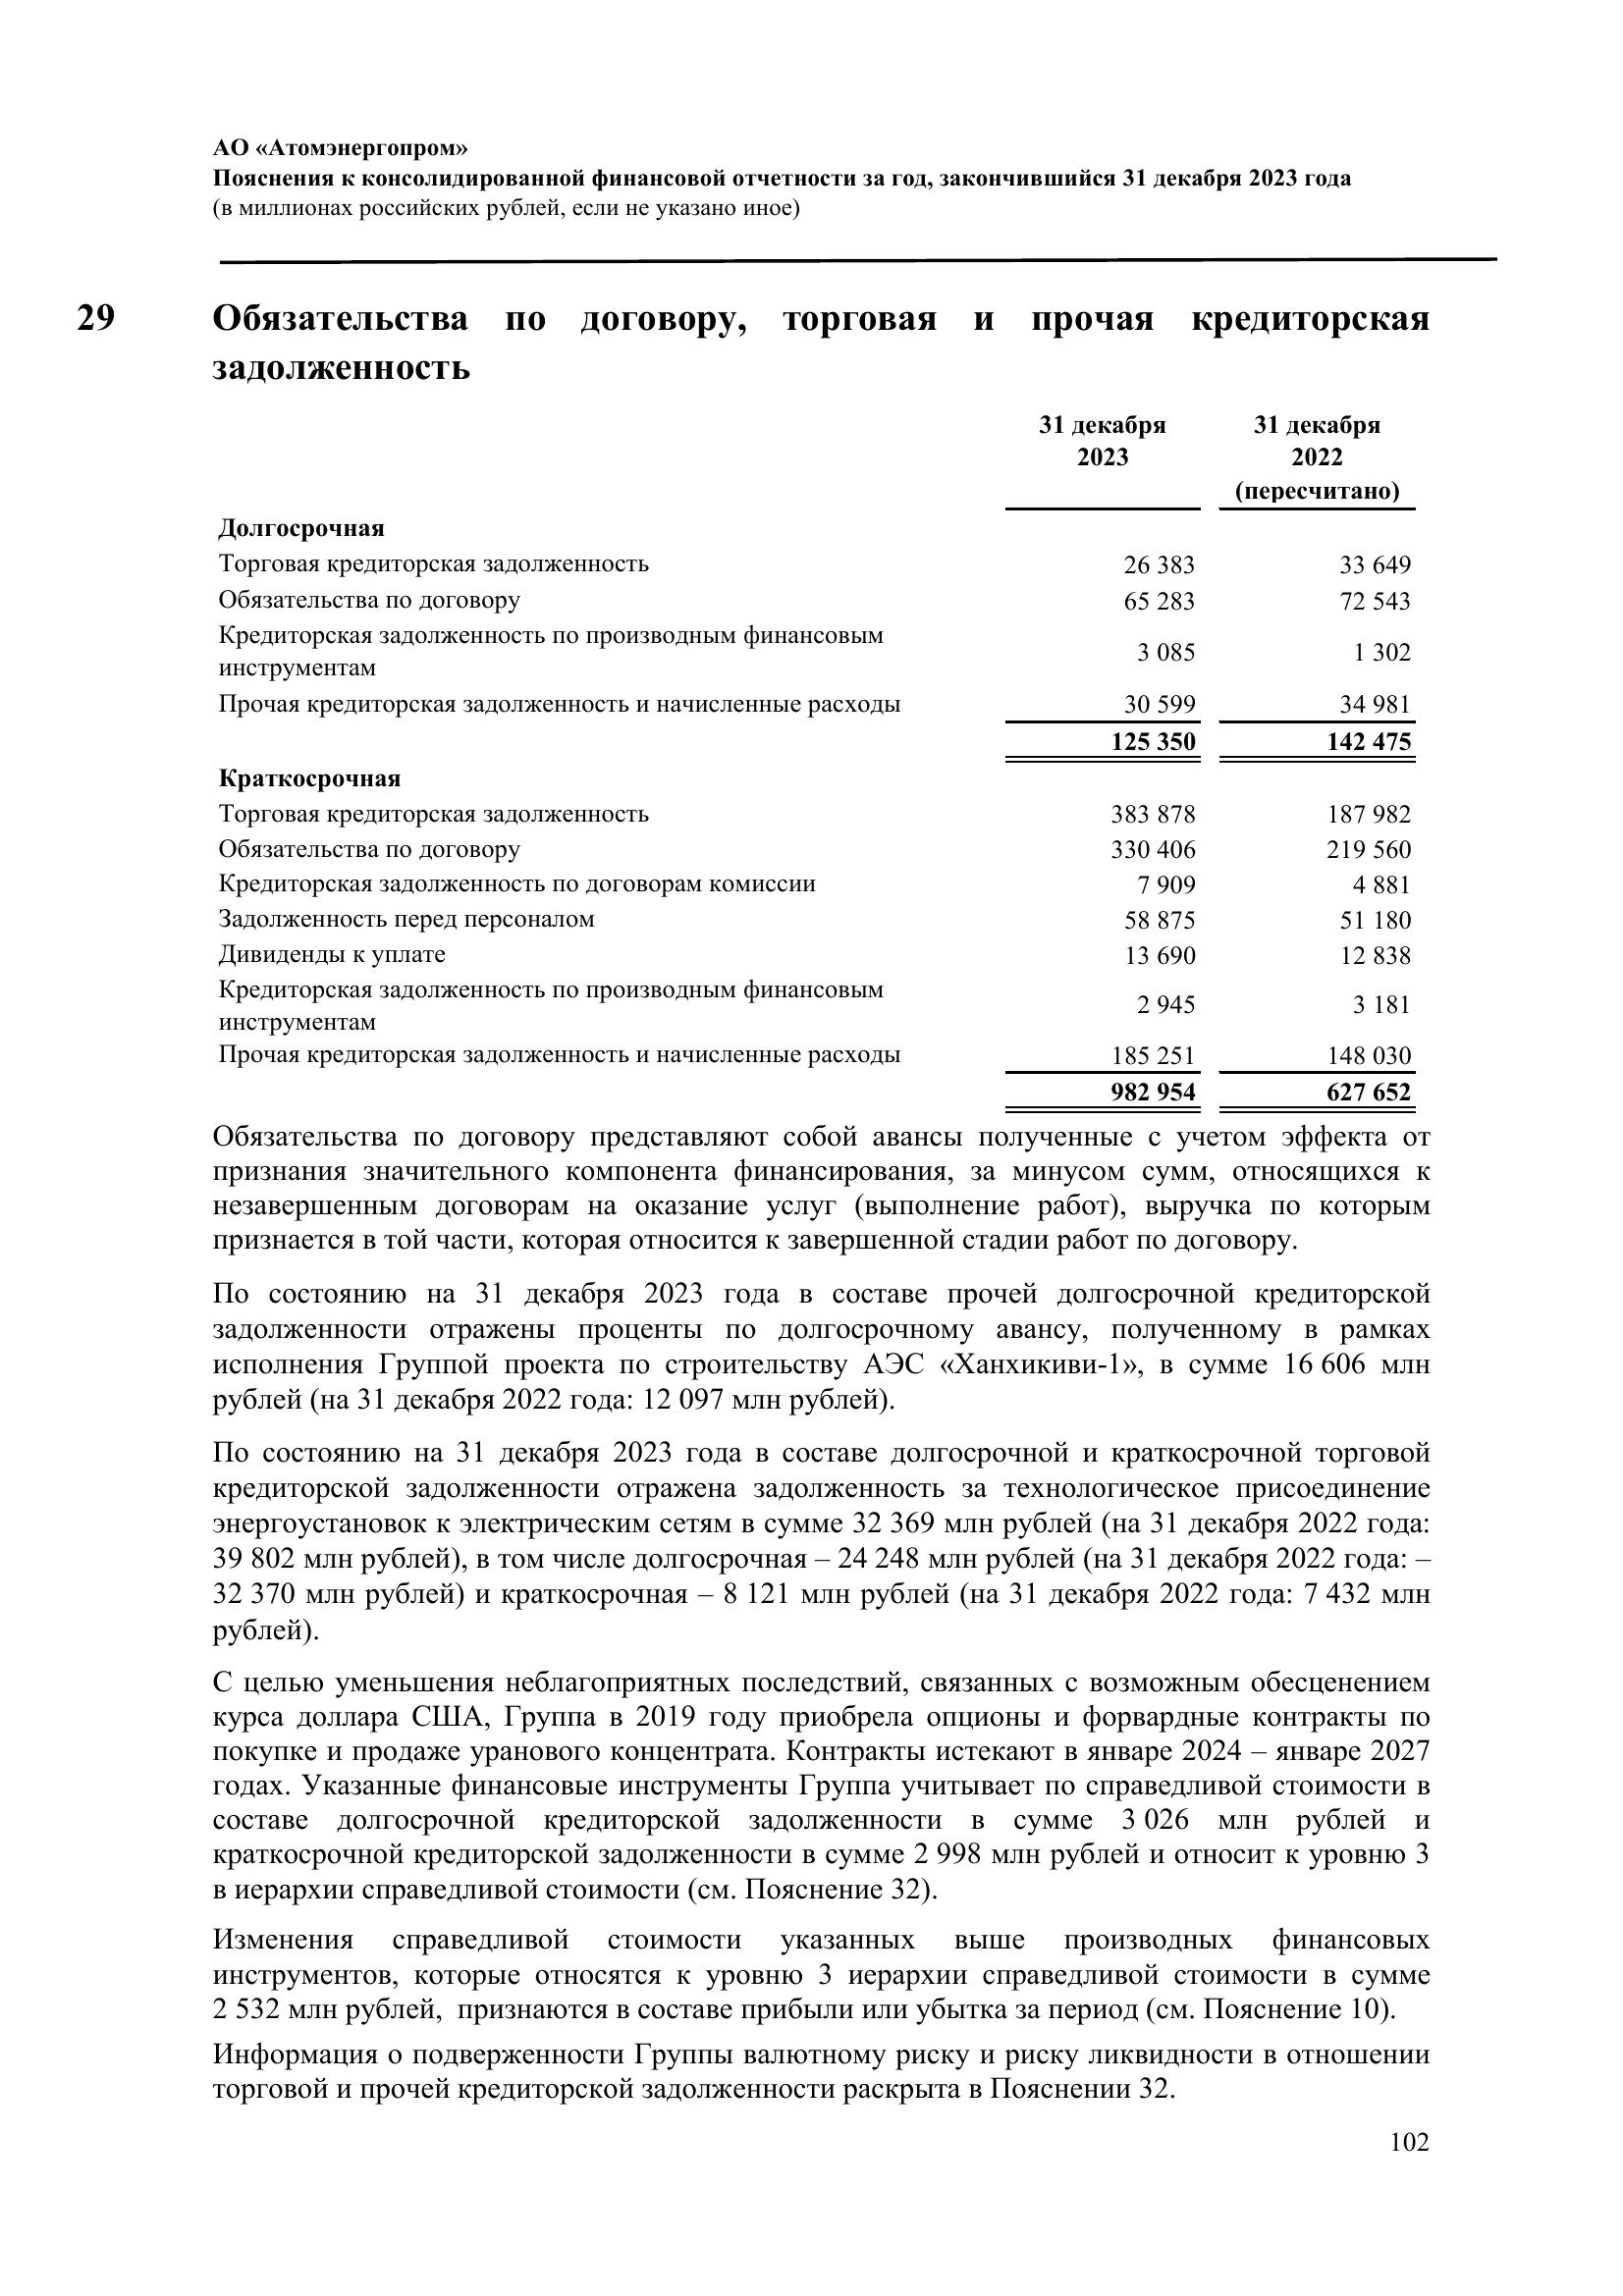 АО «Атомэнергопром»
Пояснения к консолидированной финансовой отчетности за год, закончившийся 31 декабря 2023 года
(в миллионах российских рублей, если не указано иное)
29 Обязательства по договору, торговая и прочая кредиторская
задолженность
31 декабря 31 декабря
2023 2022
(пересчитано)
Долгосрочная
Торговая кредиторская задолженность 26 383 33 649
Обязательства по договору 65 283 72 543
Кредиторская задолженность по производным финансовым
инструментам 3 085 1 302
Прочая кредиторская задолженность и начисленные расходы 30 599 34 981
125 350 142 475
Краткосрочная
Торговая кредиторская задолженность 383 878 187 982
Обязательства по договору 330 406 219 560
Кредиторская задолженность по договорам комиссии 7 909 4 881
Задолженность перед персоналом 58 875 51 180
Дивиденды к уплате 13 690 12 838
Кредиторская задолженность по производным финансовым
инструментам 2 945 3 181
Прочая кредиторская задолженность и начисленные расходы 185 251 148 030
982 954 627 652
Обязательства по договору представляют собой авансы полученные с учетом эффекта от
признания значительного компонента финансирования, за минусом сумм, относящихся к
незавершенным договорам на оказание услуг (выполнение работ), выручка по которым
признается в той части, которая относится к завершенной стадии работ по договору.
По состоянию на 31 декабря 2023 года в составе прочей долгосрочной кредиторской
задолженности отражены проценты по долгосрочному авансу, полученному в рамках
исполнения Группой проекта по строительству АЭС «Ханхикиви-1», в сумме 16 606 млн
рублей (на 31 декабря 2022 года: 12 097 млн рублей).
По состоянию на 31 декабря 2023 года в составе долгосрочной и краткосрочной торговой
кредиторской задолженности отражена задолженность за технологическое присоединение
энергоустановок к электрическим сетям в сумме 32 369 млн рублей (на 31 декабря 2022 года:
39 802 млн рублей), в том числе долгосрочная – 24 248 млн рублей (на 31 декабря 2022 года: –
32 370 млн рублей) и краткосрочная – 8 121 млн рублей (на 31 декабря 2022 года: 7 432 млн
рублей).
С целью уменьшения неблагоприятных последствий, связанных с возможным обесценением
курса доллара США, Группа в 2019 году приобрела опционы и форвардные контракты по
покупке и продаже уранового концентрата. Контракты истекают в январе 2024 – январе 2027
годах. Указанные финансовые инструменты Группа учитывает по справедливой стоимости в
составе долгосрочной кредиторской задолженности в сумме 3 026 млн рублей и
краткосрочной кредиторской задолженности в сумме 2 998 млн рублей и относит к уровню 3
в иерархии справедливой стоимости (см. Пояснение 32).
Изменения справедливой стоимости указанных выше производных финансовых
инструментов, которые относятся к уровню 3 иерархии справедливой стоимости в сумме
2 532 млн рублей, признаются в составе прибыли или убытка за период (см. Пояснение 10).
Информация о подверженности Группы валютному риску и риску ликвидности в отношении
торговой и прочей кредиторской задолженности раскрыта в Пояснении 32.
102